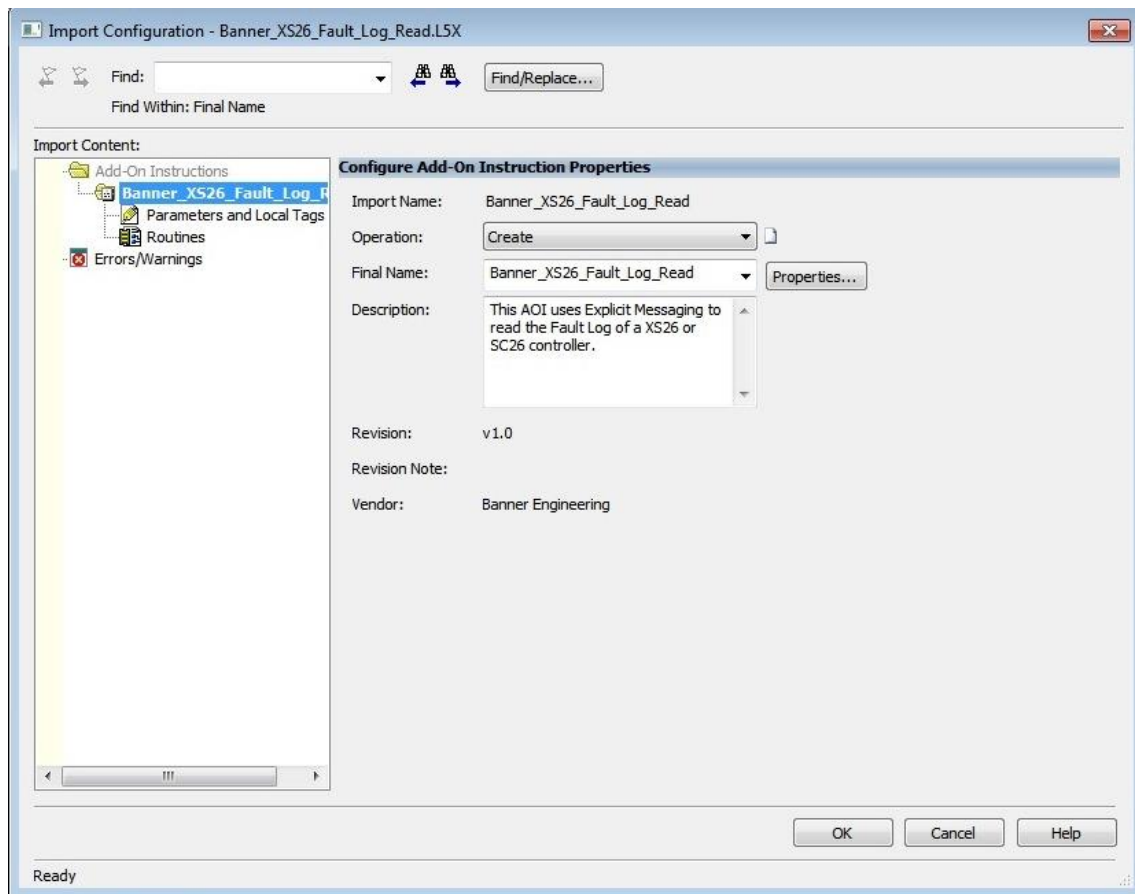 Import Configuration - Banner_XS26_Fault_Log_Read.L5X
Find:
Find/Replace...
Find Within: Final Name
Import Content:
Add-On Instructions
Banner_XS26_Fault_Log_R
Parameters and Local Tags
Routines
Errors/Warnings
Configure Add-On Instruction Properties
Import Name: Banner_XS26_Fault_Log_Read
Operation: Create
Final Name: Banner_XS26_Fault_Log_Read Properties...
Description: This AOI uses Explicit Messaging to
read the Fault Log of a XS26 or
SC26 controller.
Revision: v1.0
Revision Note:
Vendor: Banner Engineering
OK Cancel Help
Ready